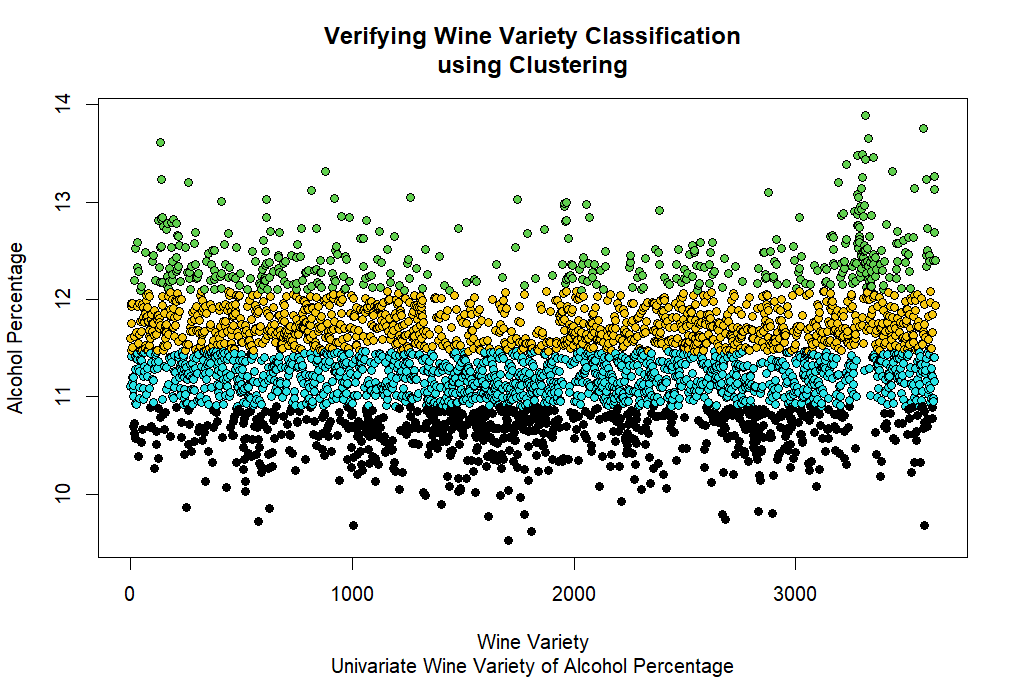 Verifying Wine Variety Classification
using Clustering
14
13
12
11
10
Alcohol Percentage
0 1000 2000 3000
Wine Variety
Univariate Wine Variety of Alcohol Percentage